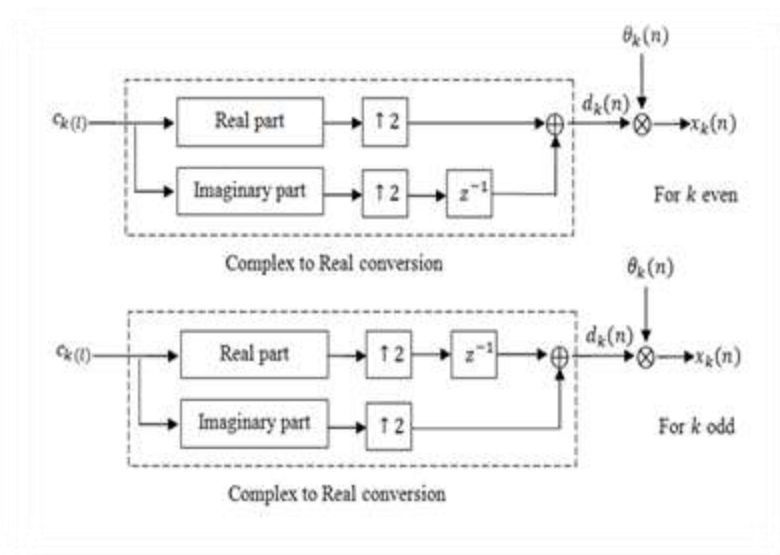 θₖ(n)
cₖ₍ₗ₎ Real part ↑2 ⊕ dₖ(n) ⊗ xₖ(n)
Imaginary part ↑2 z⁻¹ For k even
Complex to Real conversion
θₖ(n)
cₖ₍ₗ₎ Real part ↑2 z⁻¹ ⊕ dₖ(n) ⊗ xₖ(n)
Imaginary part ↑2 For k odd
Complex to Real conversion